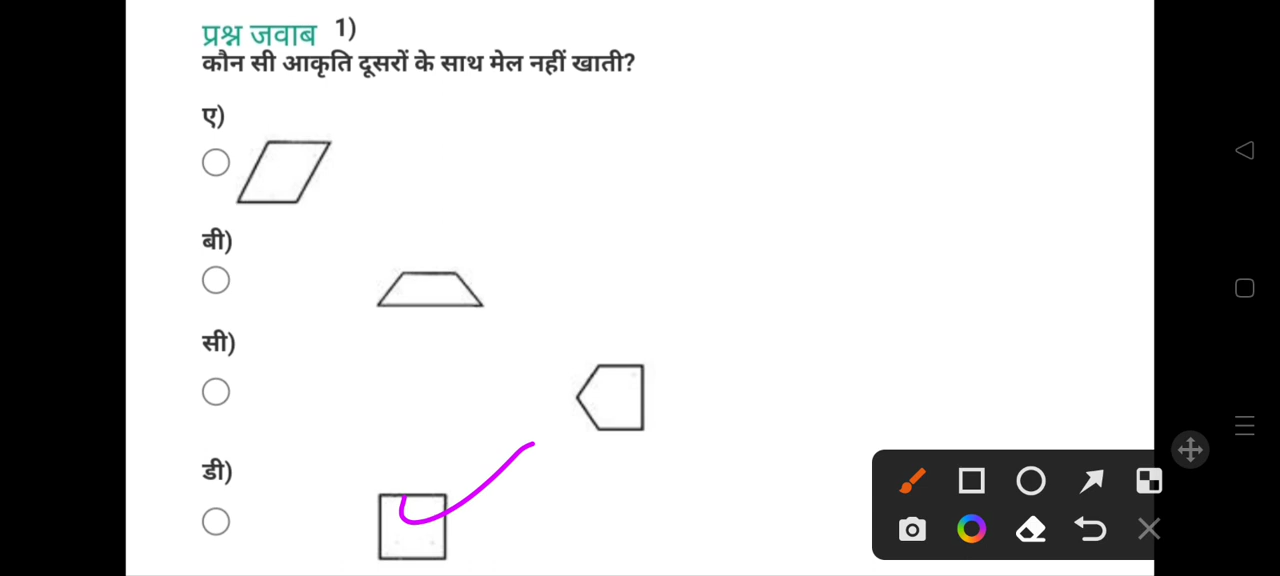 प्रश्न जवाब 1)
कौन सी आकृति दूसरों के साथ मेल नहीं खाती?
ए)
बी)
सी)
डी)